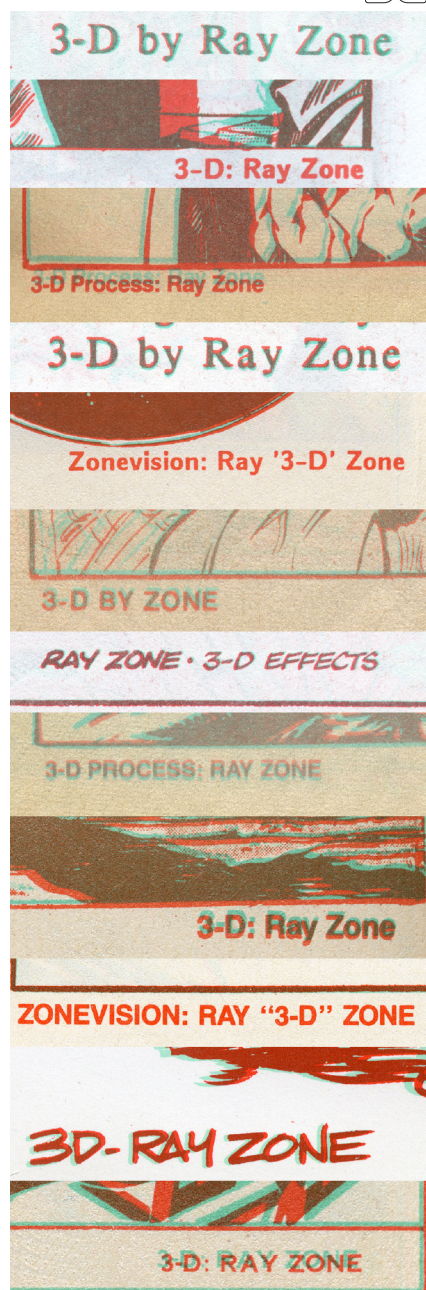 3-D by Ray Zone
3-D: Ray Zone
3-D Process: Ray Zone
3-D by Ray Zone
Zonevision: Ray '3-D' Zone
3-D BY ZONE
RAY ZONE · 3-D EFFECTS
3-D PROCESS: RAY ZONE
3-D: Ray Zone
ZONEVISION: RAY “3-D” ZONE
3D-RAY ZONE
3-D: RAY ZONE